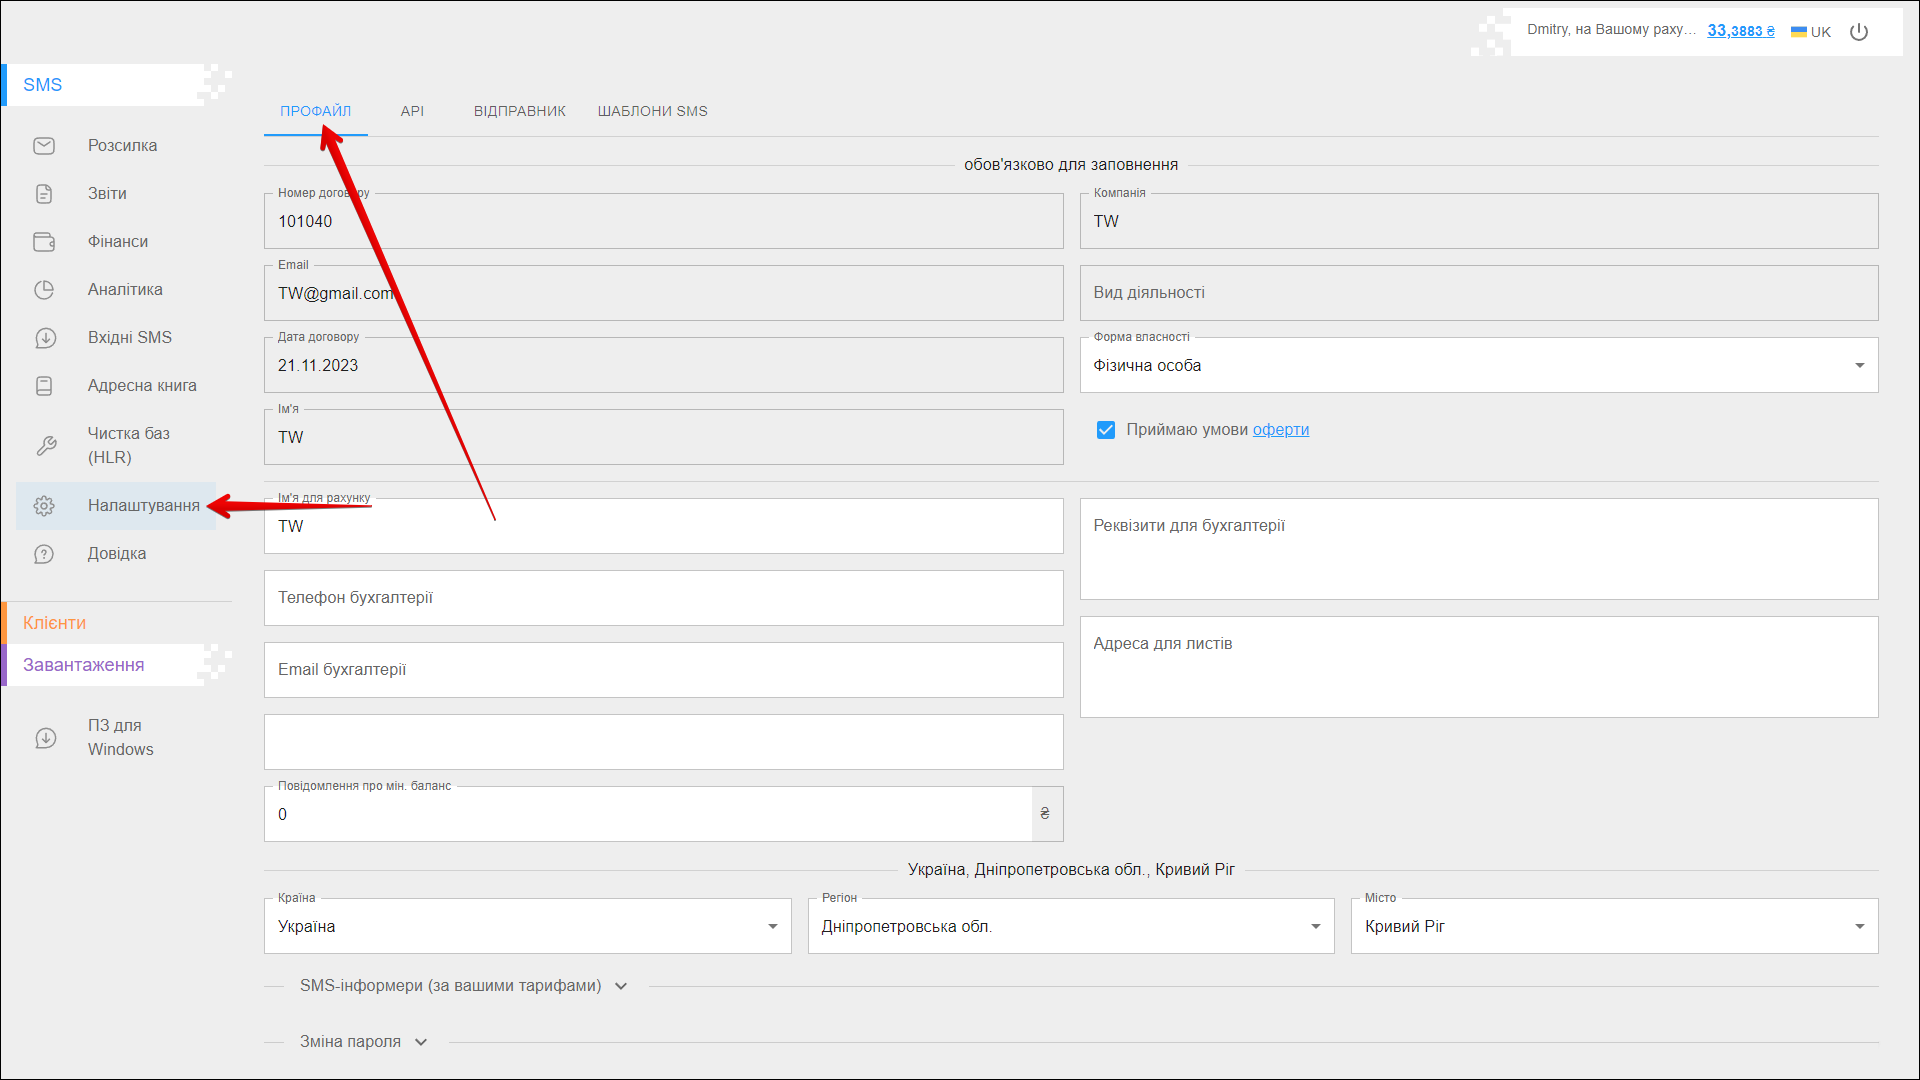 Dmitry, на Вашому раху... 33,3883 ₴ UK
SMS
Розсилка
Звіти
Фінанси
Аналітика
Вхідні SMS
Адресна книга
Чистка баз
(HLR)
Налаштування
Довідка
Клієнти
Завантаження
ПЗ для
Windows
ПРОФАЙЛ API ВІДПРАВНИК ШАБЛОНИ SMS
обов'язково для заповнення
Номер договору
101040
Компанія
TW
Email
TW@gmail.com
Вид діяльності
Дата договору
21.11.2023
Форма власності
Фізична особа
Ім'я
TW
Приймаю умови оферти
Ім'я для рахунку
TW
Реквізити для бухгалтерії
Телефон бухгалтерії
Адреса для листів
Email бухгалтерії
Повідомлення про мін. баланс
0 ₴
Україна, Дніпропетровська обл., Кривий Ріг
Країна
Україна
Регіон
Дніпропетровська обл.
Місто
Кривий Ріг
SMS-інформери (за вашими тарифами)
Зміна пароля